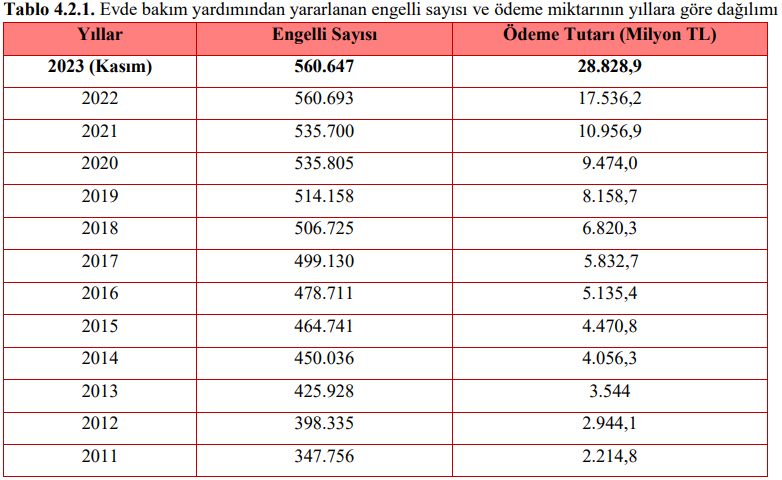 Tablo 4.2.1. Evde bakım yardımından yararlanan engelli sayısı ve ödeme miktarının yıllara göre dağılımı
Yıllar Engelli Sayısı Ödeme Tutarı (Milyon TL)
2023 (Kasım) 560.647 28.828,9
2022 560.693 17.536,2
2021 535.700 10.956,9
2020 535.805 9.474,0
2019 514.158 8.158,7
2018 506.725 6.820,3
2017 499.130 5.832,7
2016 478.711 5.135,4
2015 464.741 4.470,8
2014 450.036 4.056,3
2013 425.928 3.544
2012 398.335 2.944,1
2011 347.756 2.214,8